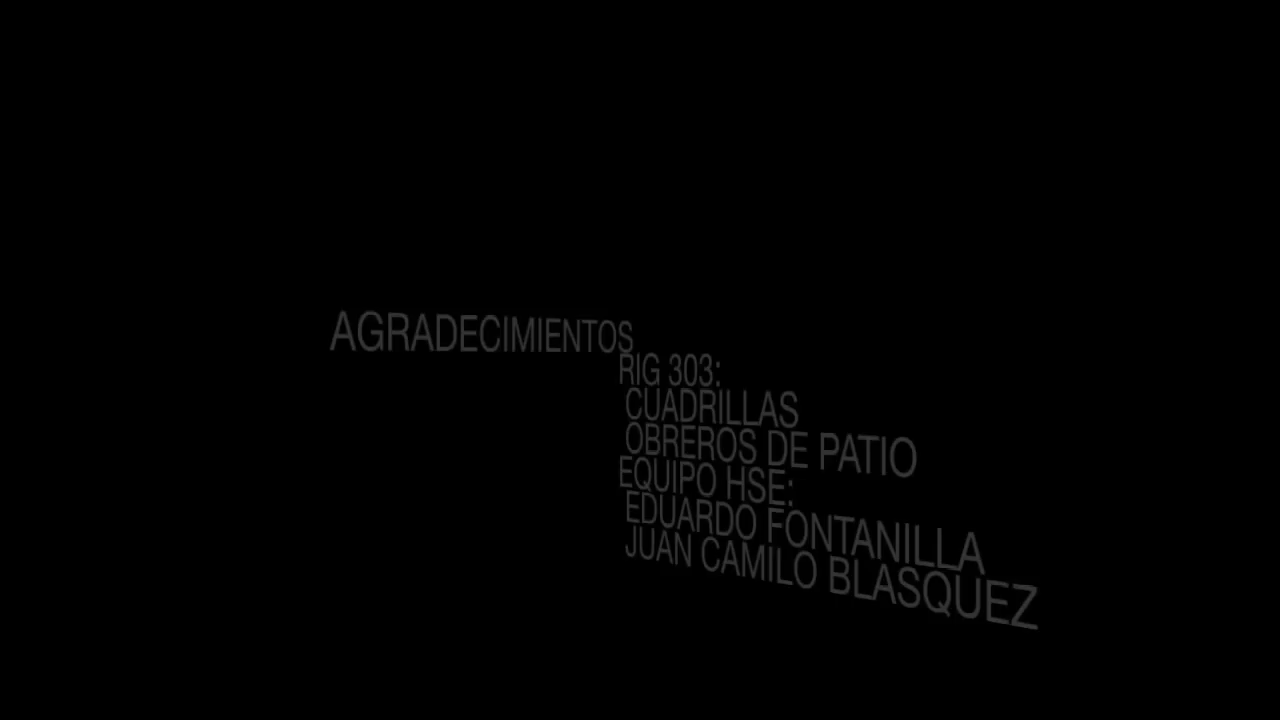 AGRADECIMIENTOS
RIG 303:
CUADRILLAS
OBREROS DE PATIO
EQUIPO HSE:
EDUARDO FONTANILLA
JUAN CAMILO BLASQUEZ